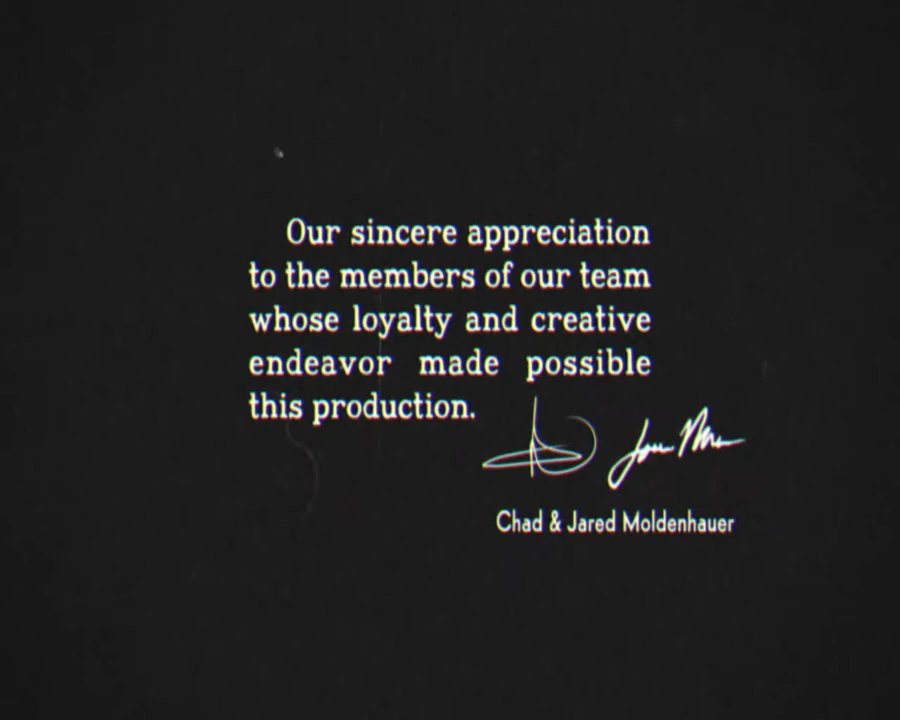 Our sincere appreciation
to the members of our team
whose loyalty and creative
endeavor made possible
this production.
Chad & Jared Moldenhauer